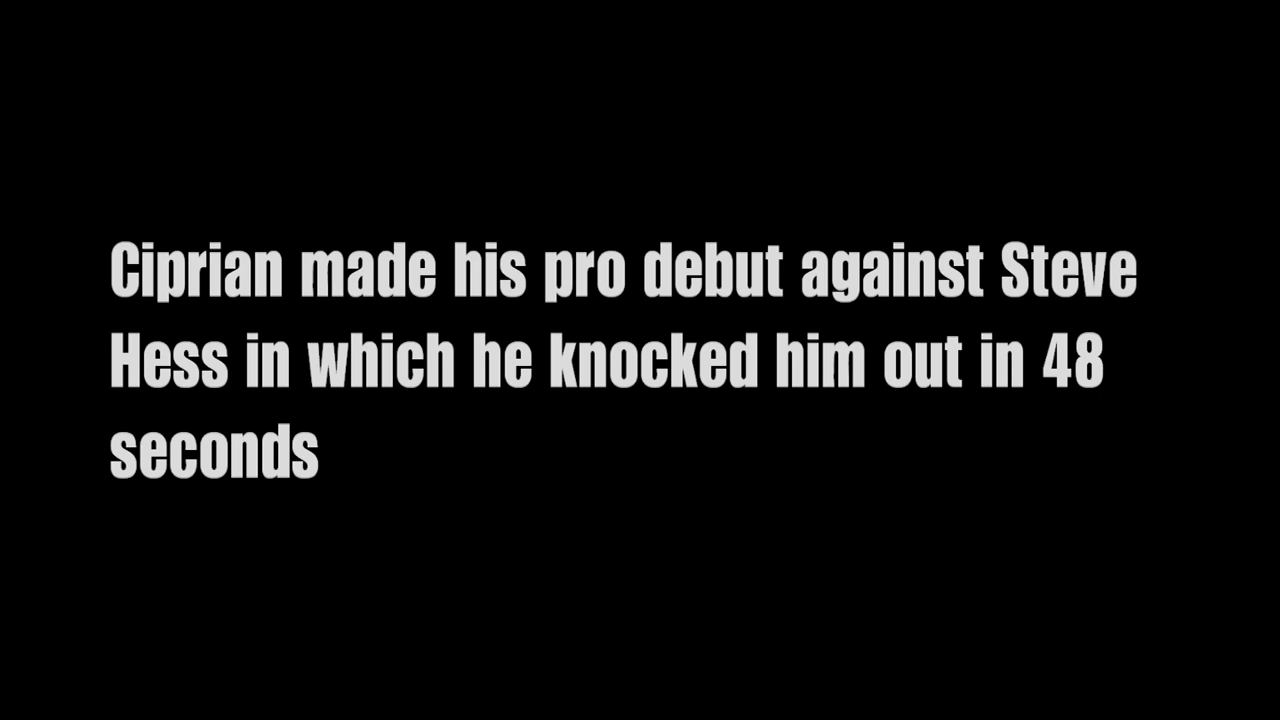 Ciprian made his pro debut against Steve
Hess in which he knocked him out in 48
seconds